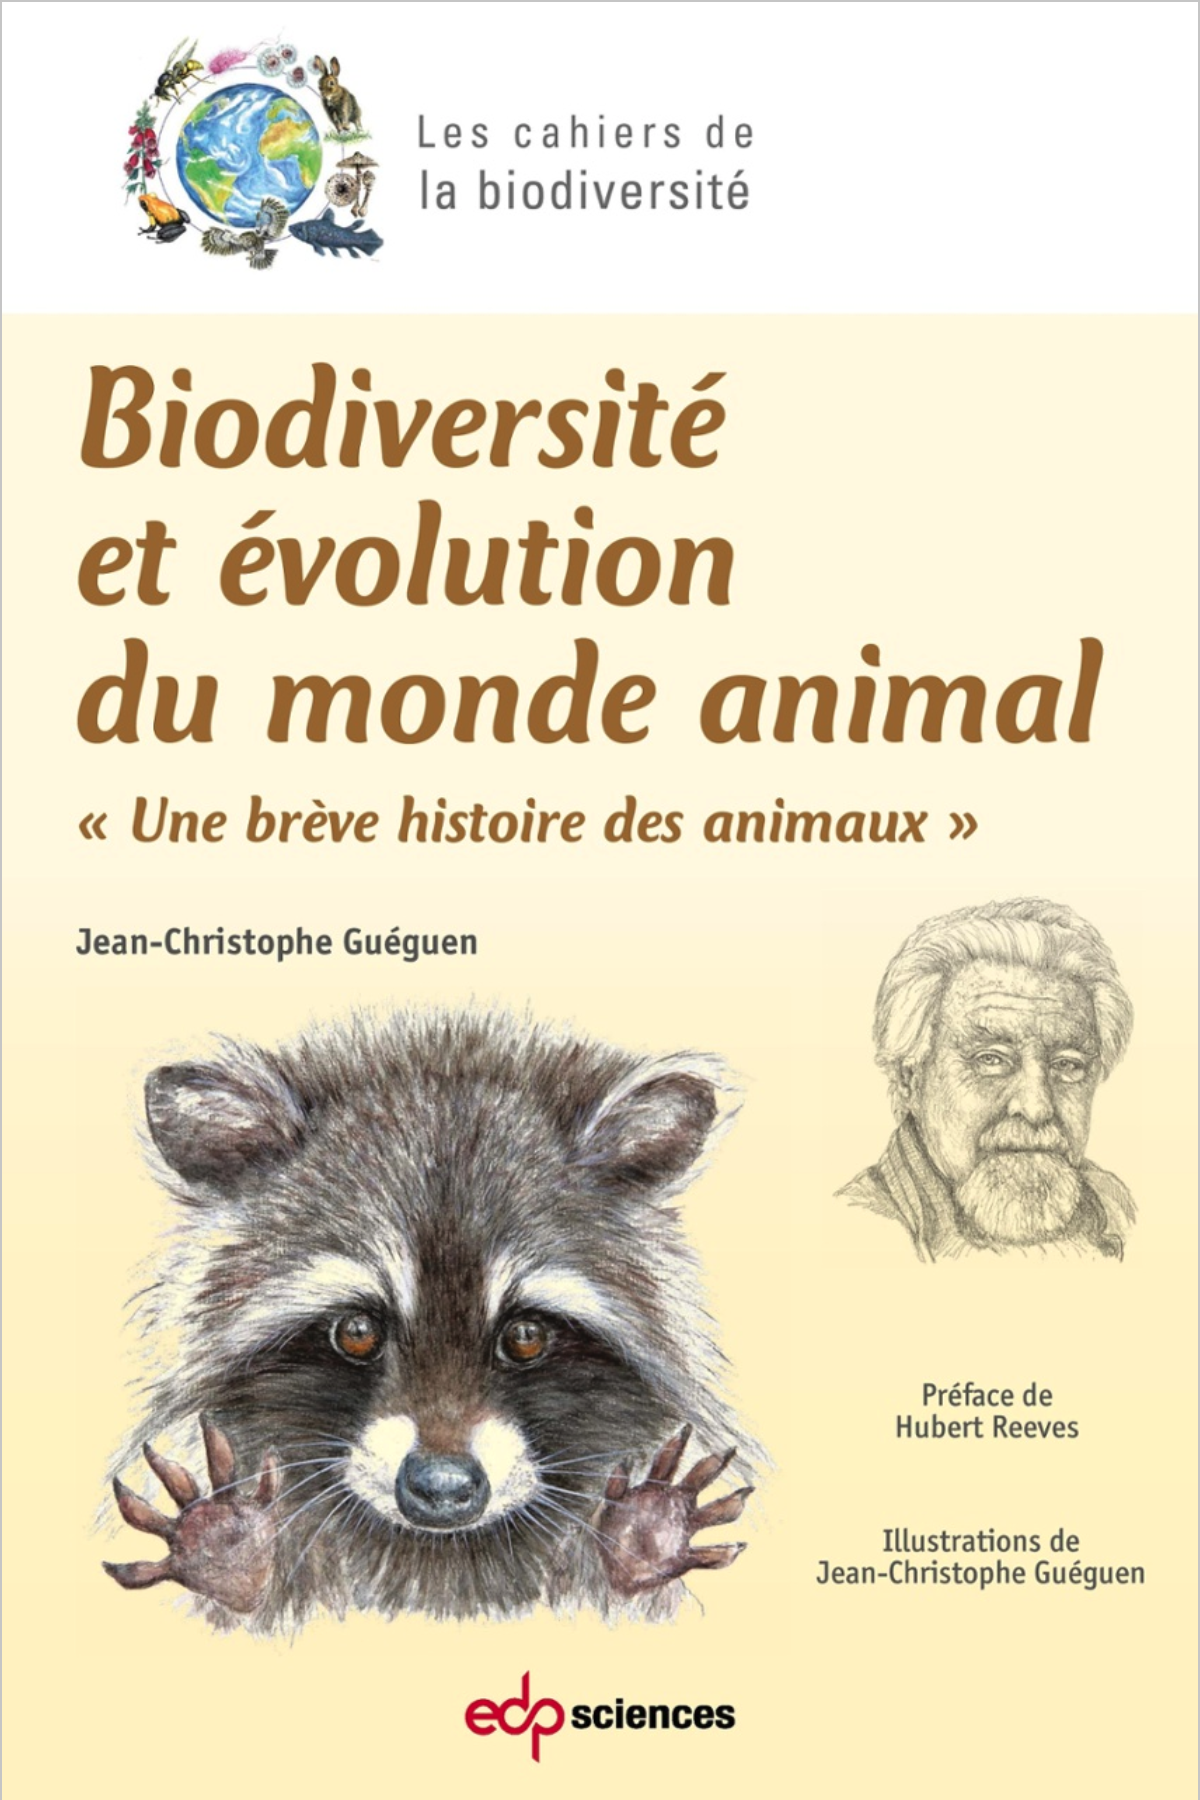 Les cahiers de
la biodiversité
Biodiversité
et évolution
du monde animal
« Une brève histoire des animaux »
Jean-Christophe Guéguen
Préface de
Hubert Reeves
Illustrations de
Jean-Christophe Guéguen
edp sciences